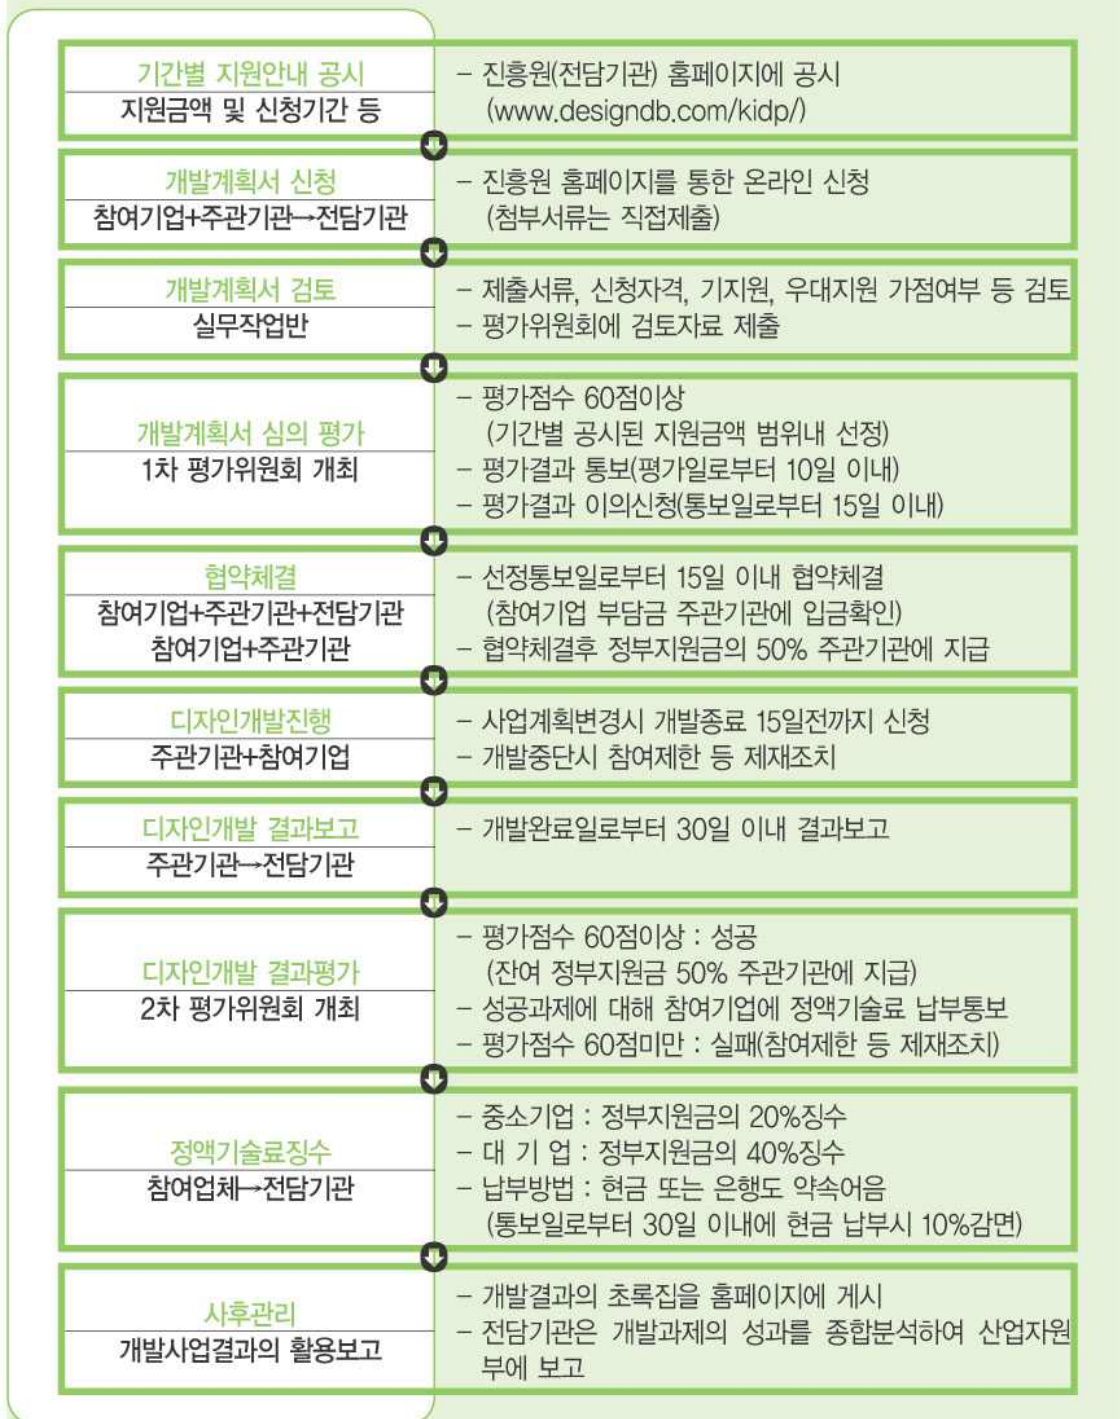 기간별 지원안내 공시
지원금액 및 신청기간 등
– 진흥원(전담기관) 홈페이지에 공시
(www.designdb.com/kidp/)
개발계획서 신청
참여기업+주관기관→전담기관
– 진흥원 홈페이지를 통한 온라인 신청
(첨부서류는 직접제출)
개발계획서 검토
실무작업반
– 제출서류, 신청자격, 기지원, 우대지원 가점여부 등 검토
– 평가위원회에 검토자료 제출
개발계획서 심의 평가
1차 평가위원회 개최
– 평가점수 60점이상
(기간별 공시된 지원금액 범위내 선정)
– 평가결과 통보(평가일로부터 10일 이내)
– 평가결과 이의신청(통보일로부터 15일 이내)
협약체결
참여기업+주관기관+전담기관
참여기업+주관기관
– 선정통보일로부터 15일 이내 협약체결
(참여기업 부담금 주관기관에 입금확인)
– 협약체결후 정부지원금의 50% 주관기관에 지급
디자인개발진행
주관기관+참여기업
– 사업계획변경시 개발종료 15일전까지 신청
– 개발중단시 참여제한 등 제재조치
디자인개발 결과보고
주관기관→전담기관
– 개발완료일로부터 30일 이내 결과보고
디자인개발 결과평가
2차 평가위원회 개최
– 평가점수 60점이상 : 성공
(잔여 정부지원금 50% 주관기관에 지급)
– 성공과제에 대해 참여기업에 정액기술료 납부통보
– 평가점수 60점미만 : 실패(참여제한 등 제재조치)
정액기술료징수
참여업체→전담기관
– 중소기업 : 정부지원금의 20%징수
– 대 기 업 : 정부지원금의 40%징수
– 납부방법 : 현금 또는 은행도 약속어음
(통보일로부터 30일 이내에 현금 납부시 10%감면)
사후관리
개발사업결과의 활용보고
– 개발결과의 초록집을 홈페이지에 게시
– 전담기관은 개발과제의 성과를 종합분석하여 산업자원
부에 보고